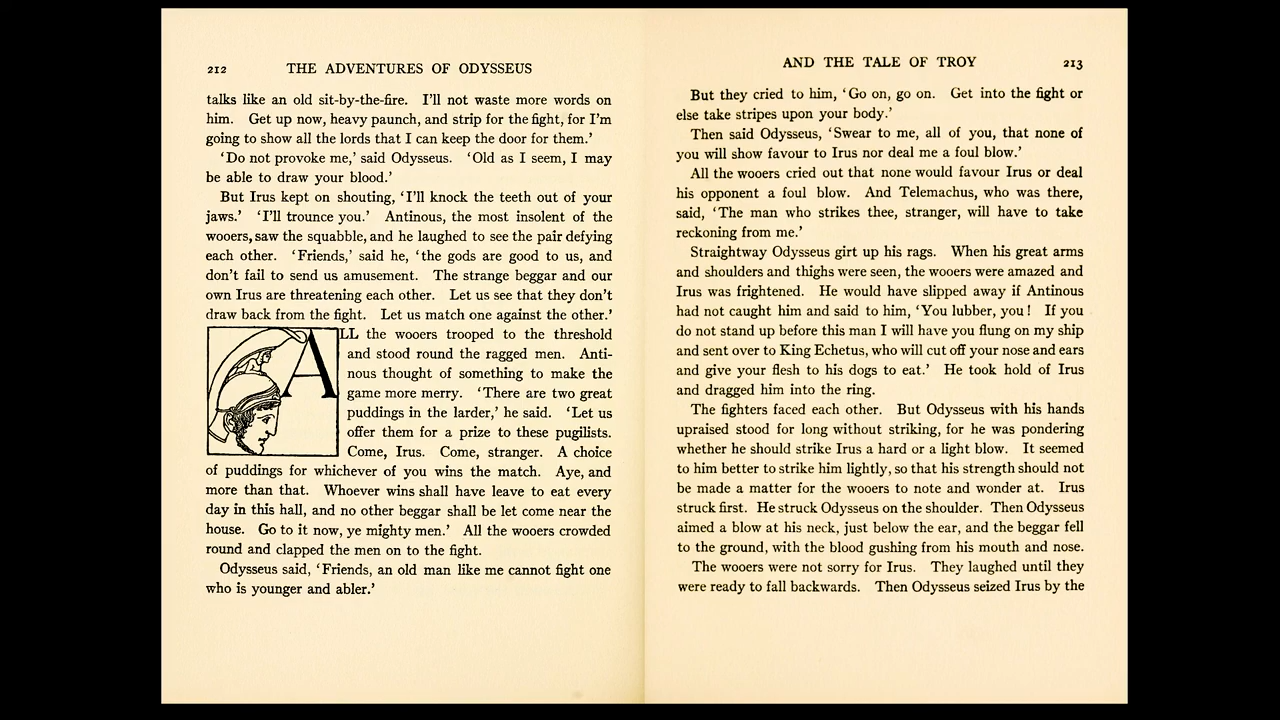 212 THE ADVENTURES OF ODYSSEUS
talks like an old sit-by-the-fire. I'll not waste more words on
him. Get up now, heavy paunch, and strip for the fight, for I'm
going to show all the lords that I can keep the door for them.'
'Do not provoke me,' said Odysseus. 'Old as I seem, I may
be able to draw your blood.'
But Irus kept on shouting, 'I'll knock the teeth out of your
jaws.' 'I'll trounce you.' Antinous, the most insolent of the
wooers, saw the squabble, and he laughed to see the pair defying
each other. 'Friends,' said he, 'the gods are good to us, and
don't fail to send us amusement. The strange beggar and our
own Irus are threatening each other. Let us see that they don't
draw back from the fight. Let us match one against the other.'
ALL the wooers trooped to the threshold
and stood round the ragged men. Anti-
nous thought of something to make the
game more merry. 'There are two great
puddings in the larder,' he said. 'Let us
offer them for a prize to these pugilists.
Come, Irus. Come, stranger. A choice
of puddings for whichever of you wins the match. Aye, and
more than that. Whoever wins shall have leave to eat every
day in this hall, and no other beggar shall be let come near the
house. Go to it now, ye mighty men.' All the wooers crowded
round and clapped the men on to the fight.
Odysseus said, 'Friends, an old man like me cannot fight one
who is younger and abler.'
AND THE TALE OF TROY 213
But they cried to him, 'Go on, go on. Get into the fight or
else take stripes upon your body.'
Then said Odysseus, 'Swear to me, all of you, that none of
you will show favour to Irus nor deal me a foul blow.'
All the wooers cried out that none would favour Irus or deal
his opponent a foul blow. And Telemachus, who was there,
said, 'The man who strikes thee, stranger, will have to take
reckoning from me.'
Straightway Odysseus girt up his rags. When his great arms
and shoulders and thighs were seen, the wooers were amazed and
Irus was frightened. He would have slipped away if Antinous
had not caught him and said to him, 'You lubber, you! If you
do not stand up before this man I will have you flung on my ship
and sent over to King Echetus, who will cut off your nose and ears
and give your flesh to his dogs to eat.' He took hold of Irus
and dragged him into the ring.
The fighters faced each other. But Odysseus with his hands
upraised stood for long without striking, for he was pondering
whether he should strike Irus a hard or a light blow. It seemed
to him better to strike him lightly, so that his strength should not
be made a matter for the wooers to note and wonder at. Irus
struck first. He struck Odysseus on the shoulder. Then Odysseus
aimed a blow at his neck, just below the ear, and the beggar fell
to the ground, with the blood gushing from his mouth and nose.
The wooers were not sorry for Irus. They laughed until they
were ready to fall backwards. Then Odysseus seized Irus by the